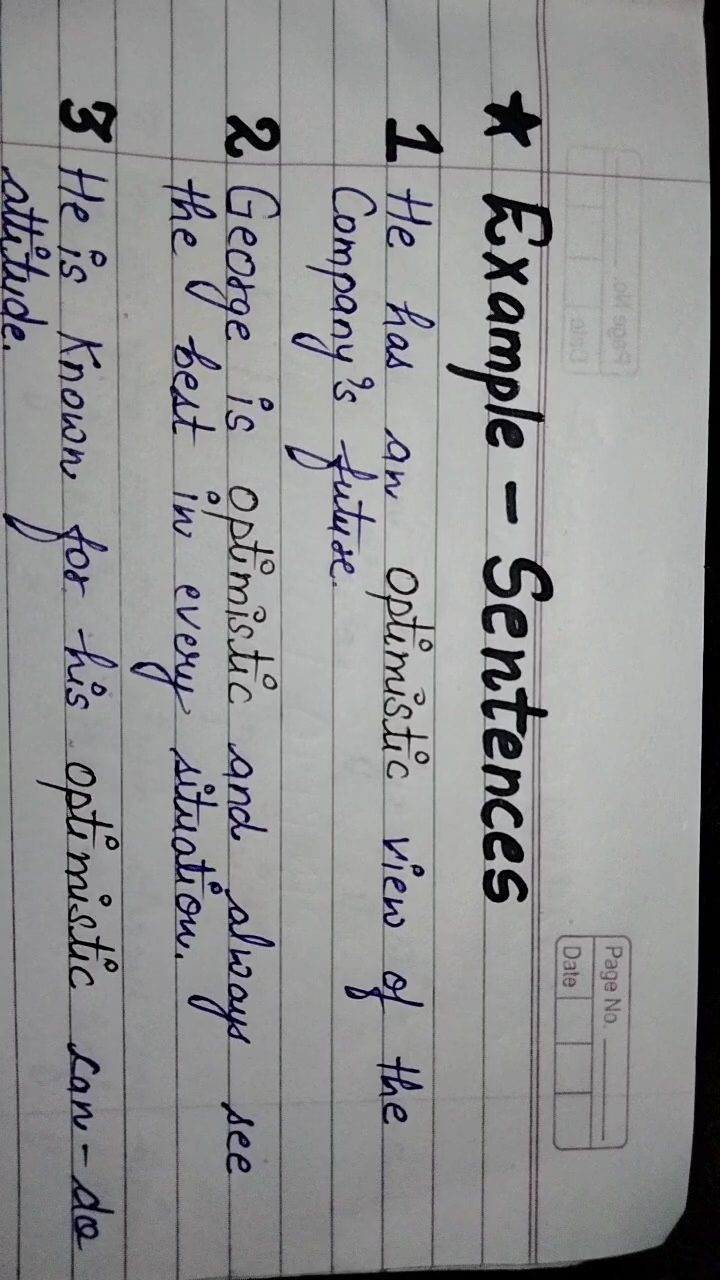 Page No.
Date
★ Example - Sentences
1 He has an optimistic view of the
Company's future.
2 George is optimistic and always see
the best in every situation.
3 He is Known for his optimistic can-do
attitude.